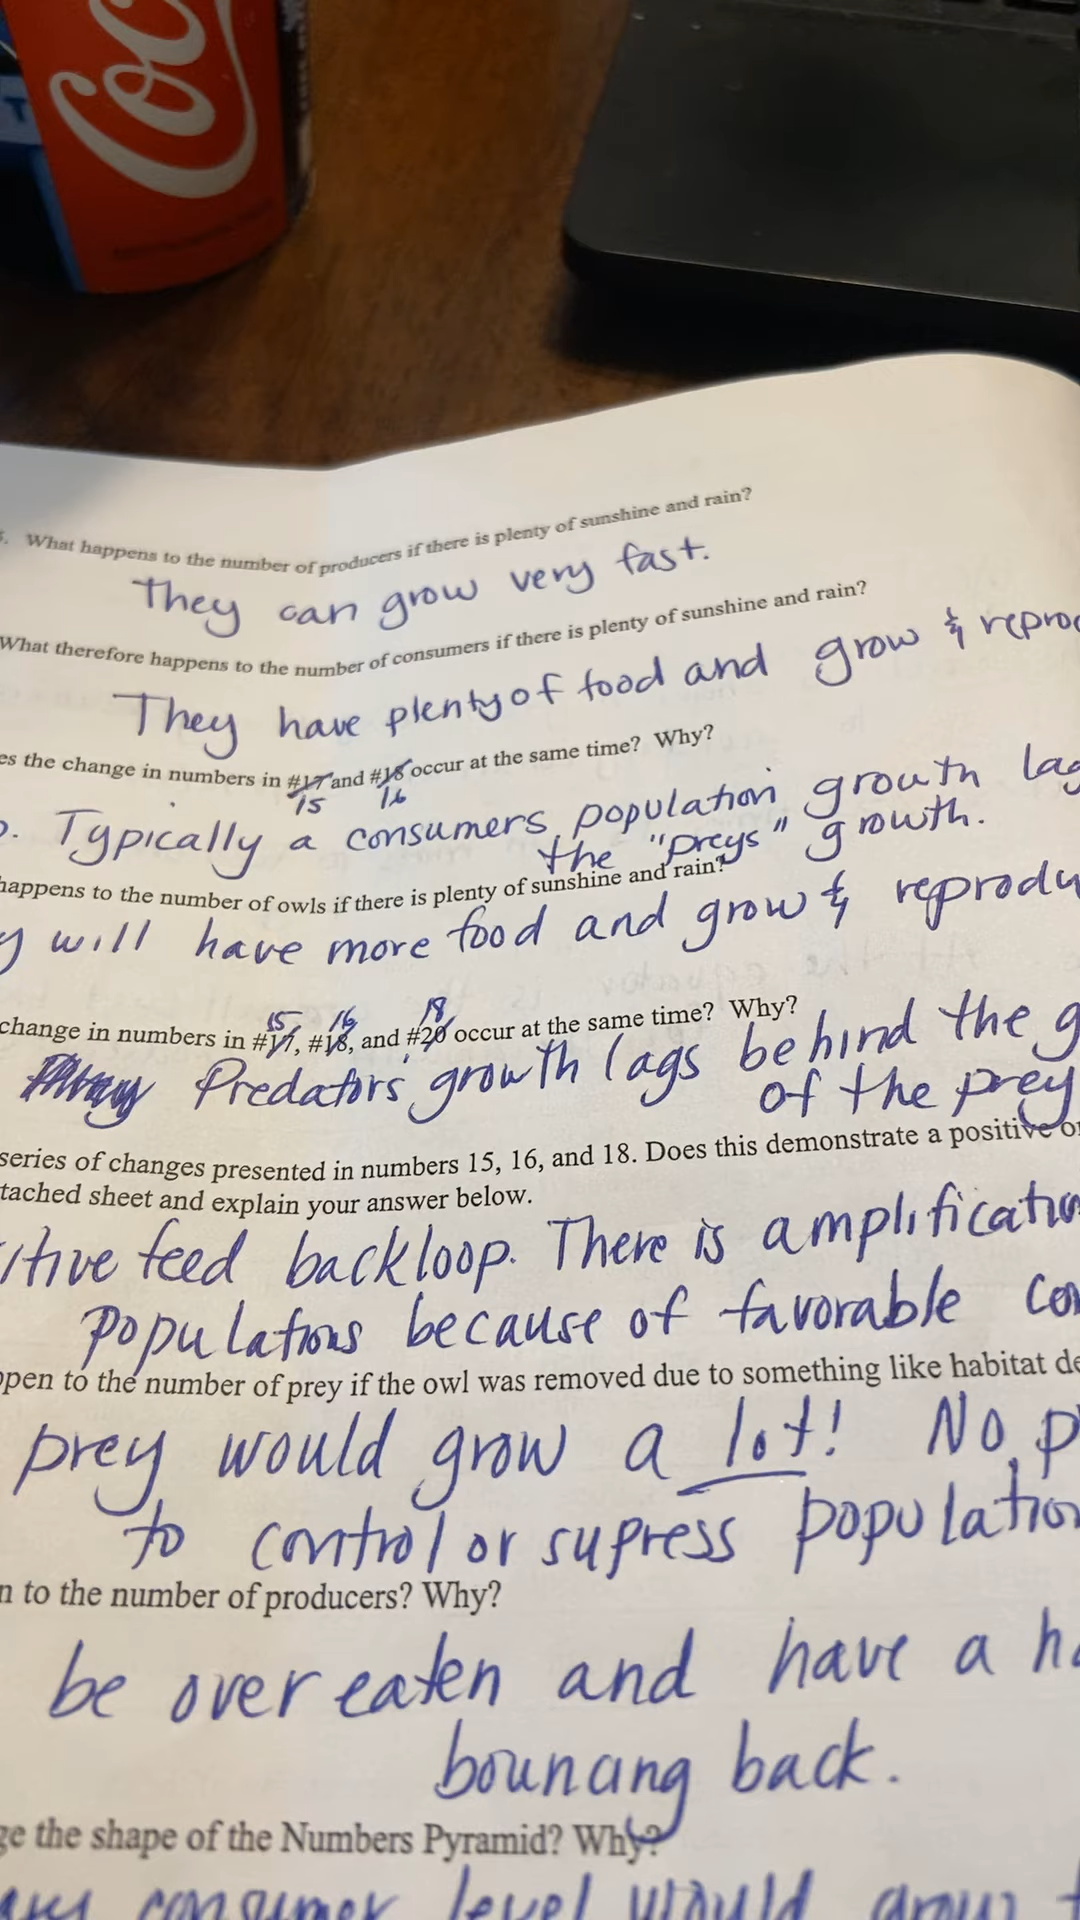 Coc
T
. What happens to the number of producers if there is plenty of sunshine and rain?
They can grow very fast.
What therefore happens to the number of consumers if there is plenty of sunshine and rain?
They have plenty of food and grow & reproc
es the change in numbers in #17 and #18 occur at the same time? Why?
15 16
o. Typically a consumers population growth lag
the "preys" growth.
happens to the number of owls if there is plenty of sunshine and rain?
y will have more food and grow & reprodu
15 16 18
change in numbers in #17, #18, and #20 occur at the same time? Why?
Predators growth lags behind the g
of the prey
series of changes presented in numbers 15, 16, and 18. Does this demonstrate a positive or
tached sheet and explain your answer below.
itive feed backloop. There is amplificatio
populations because of favorable con
ppen to the number of prey if the owl was removed due to something like habitat de
prey would grow a lot! No p
to control or supress population
n to the number of producers? Why?
be over eaten and have a ha
bouncing back.
ge the shape of the Numbers Pyramid? Why?
ary consumer level would grow t